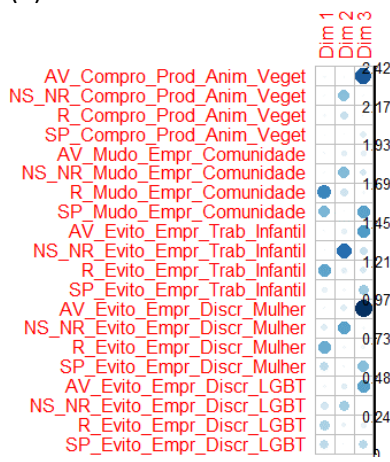 Dim 1
Dim 2
Dim 3
AV_Compro_Prod_Anim_Veget
NS_NR_Compro_Prod_Anim_Veget
R_Compro_Prod_Anim_Veget
SP_Compro_Prod_Anim_Veget
AV_Mudo_Empr_Comunidade
NS_NR_Mudo_Empr_Comunidade
R_Mudo_Empr_Comunidade
SP_Mudo_Empr_Comunidade
AV_Evito_Empr_Trab_Infantil
NS_NR_Evito_Empr_Trab_Infantil
R_Evito_Empr_Trab_Infantil
SP_Evito_Empr_Trab_Infantil
AV_Evito_Empr_Discr_Mulher
NS_NR_Evito_Empr_Discr_Mulher
R_Evito_Empr_Discr_Mulher
SP_Evito_Empr_Discr_Mulher
AV_Evito_Empr_Discr_LGBT
NS_NR_Evito_Empr_Discr_LGBT
R_Evito_Empr_Discr_LGBT
SP_Evito_Empr_Discr_LGBT
2.42
2.17
1.93
1.69
1.45
1.21
0.97
0.73
0.48
0.24
0